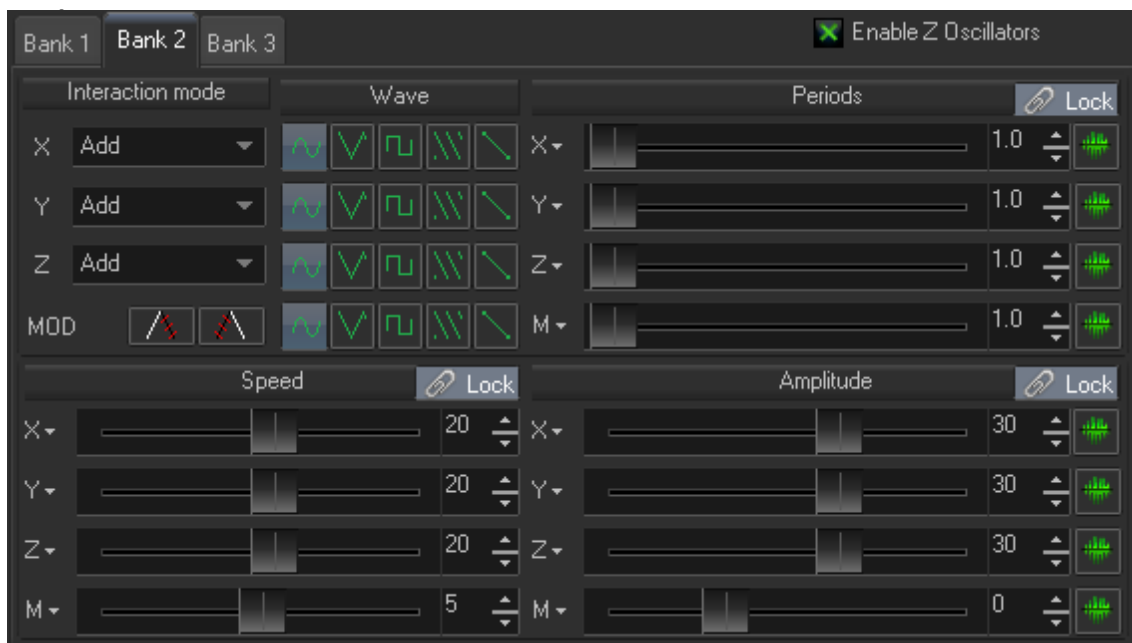 Bank 1 Bank 2 Bank 3 Enable Z Oscillators
Interaction mode Wave Periods Lock
X Add X 1.0
Y Add Y 1.0
Z Add Z 1.0
MOD M 1.0
Speed Lock Amplitude Lock
X 20 X 30
Y 20 Y 30
Z 20 Z 30
M 5 M 0